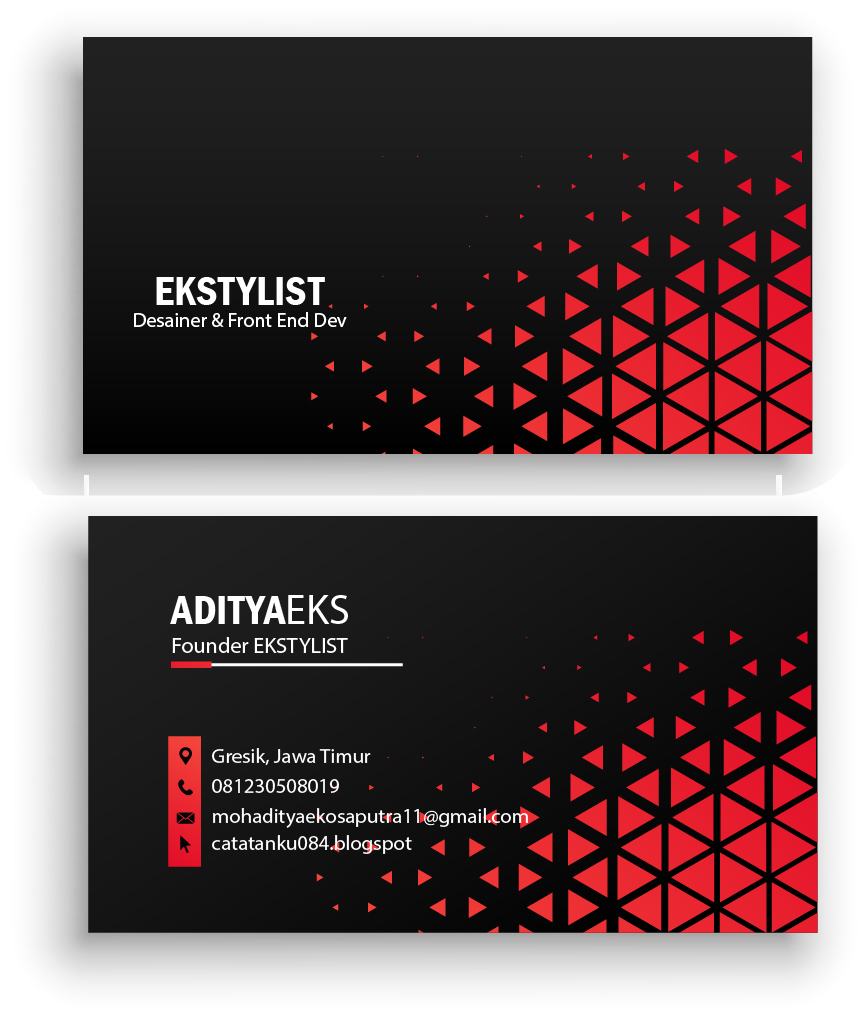 EKSTYLIST
Desainer & Front End Dev
ADITYAEKS
Founder EKSTYLIST
Gresik, Jawa Timur
081230508019
mohadityaekosaputra11@gmail.com
catatanku084.blogspot